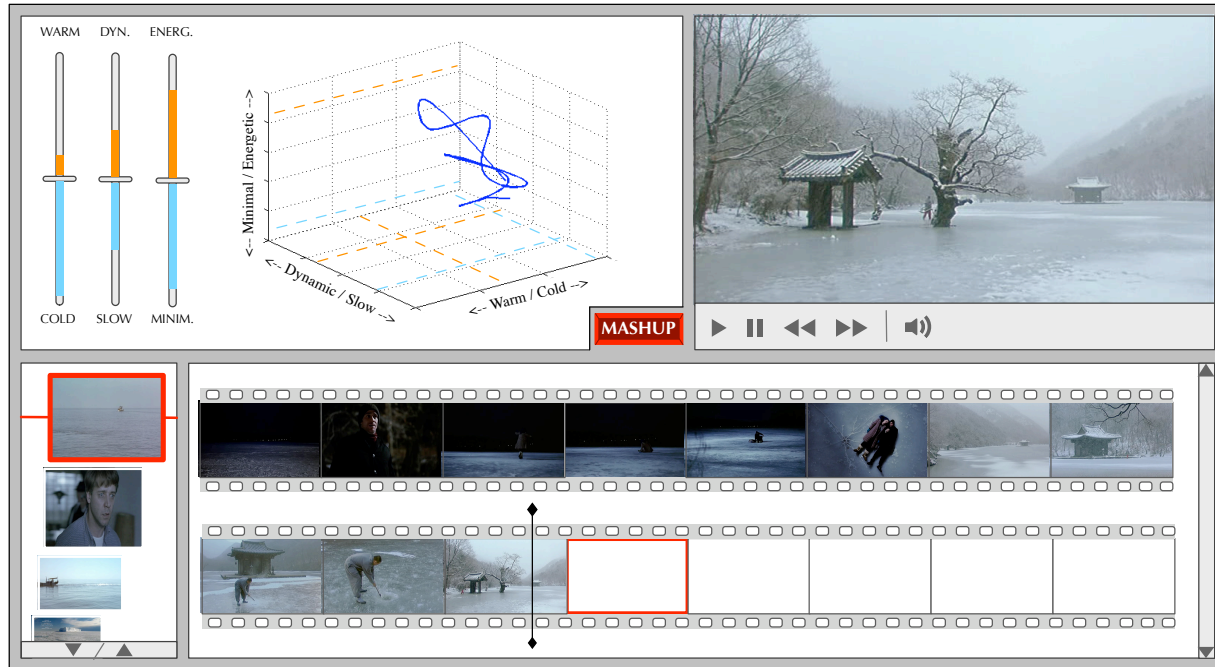 WARM DYN. ENERG.
COLD SLOW MINIM.
<-- Minimal / Energetic -->
<-- Dynamic / Slow -->
<-- Warm / Cold -->
MASHUP